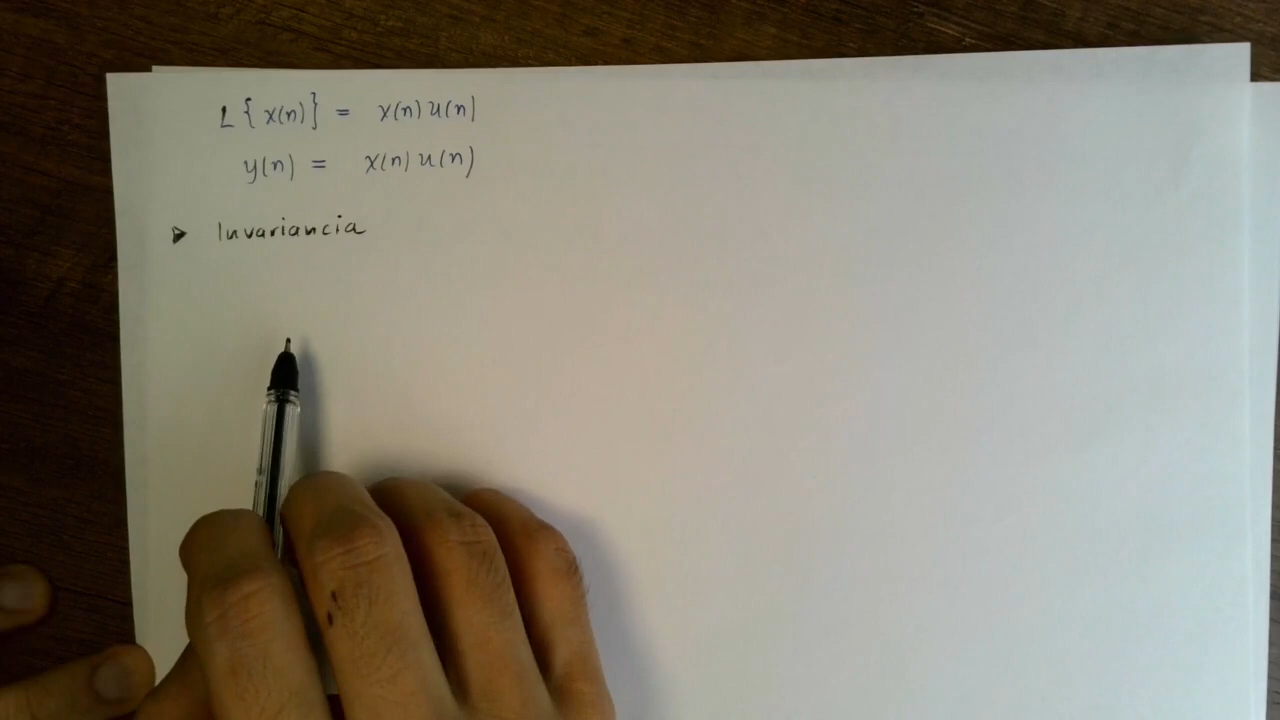 L{x(n)} = x(n)u(n)
y(n) = x(n)u(n)
▶ Invariancia